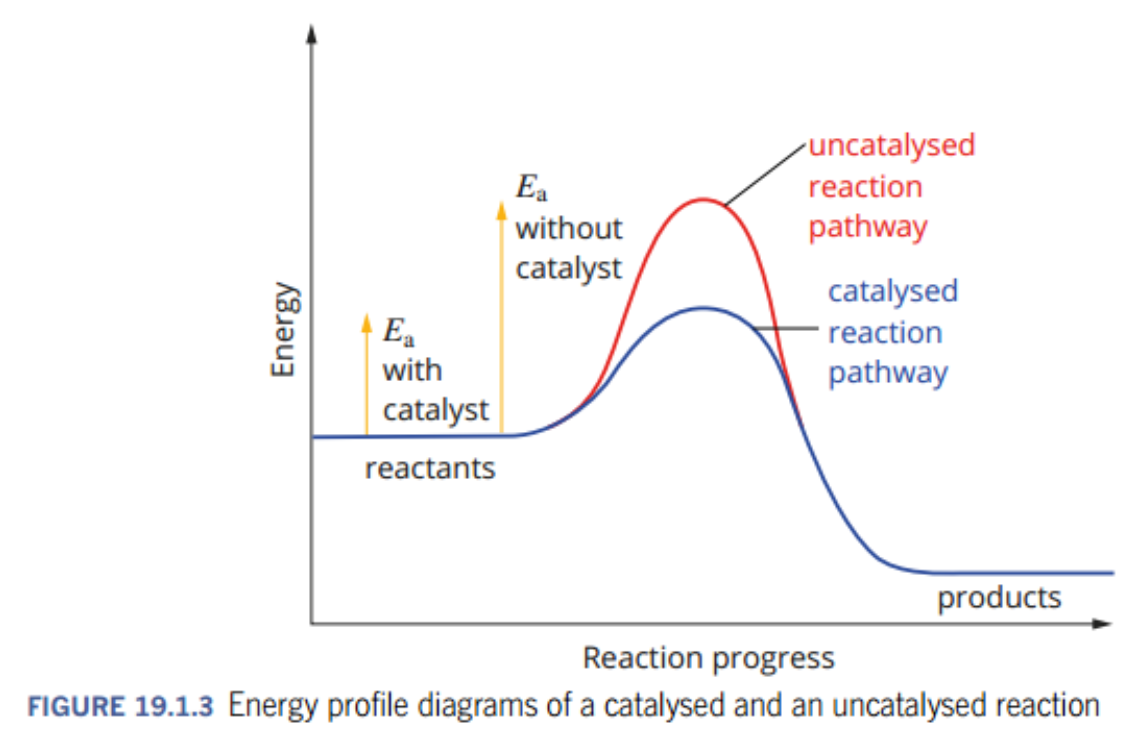 uncatalysed
reaction
pathway
Ea
without
catalyst
catalysed
reaction
pathway
Ea
with
catalyst
Energy
reactants
products
Reaction progress
FIGURE 19.1.3 Energy profile diagrams of a catalysed and an uncatalysed reaction